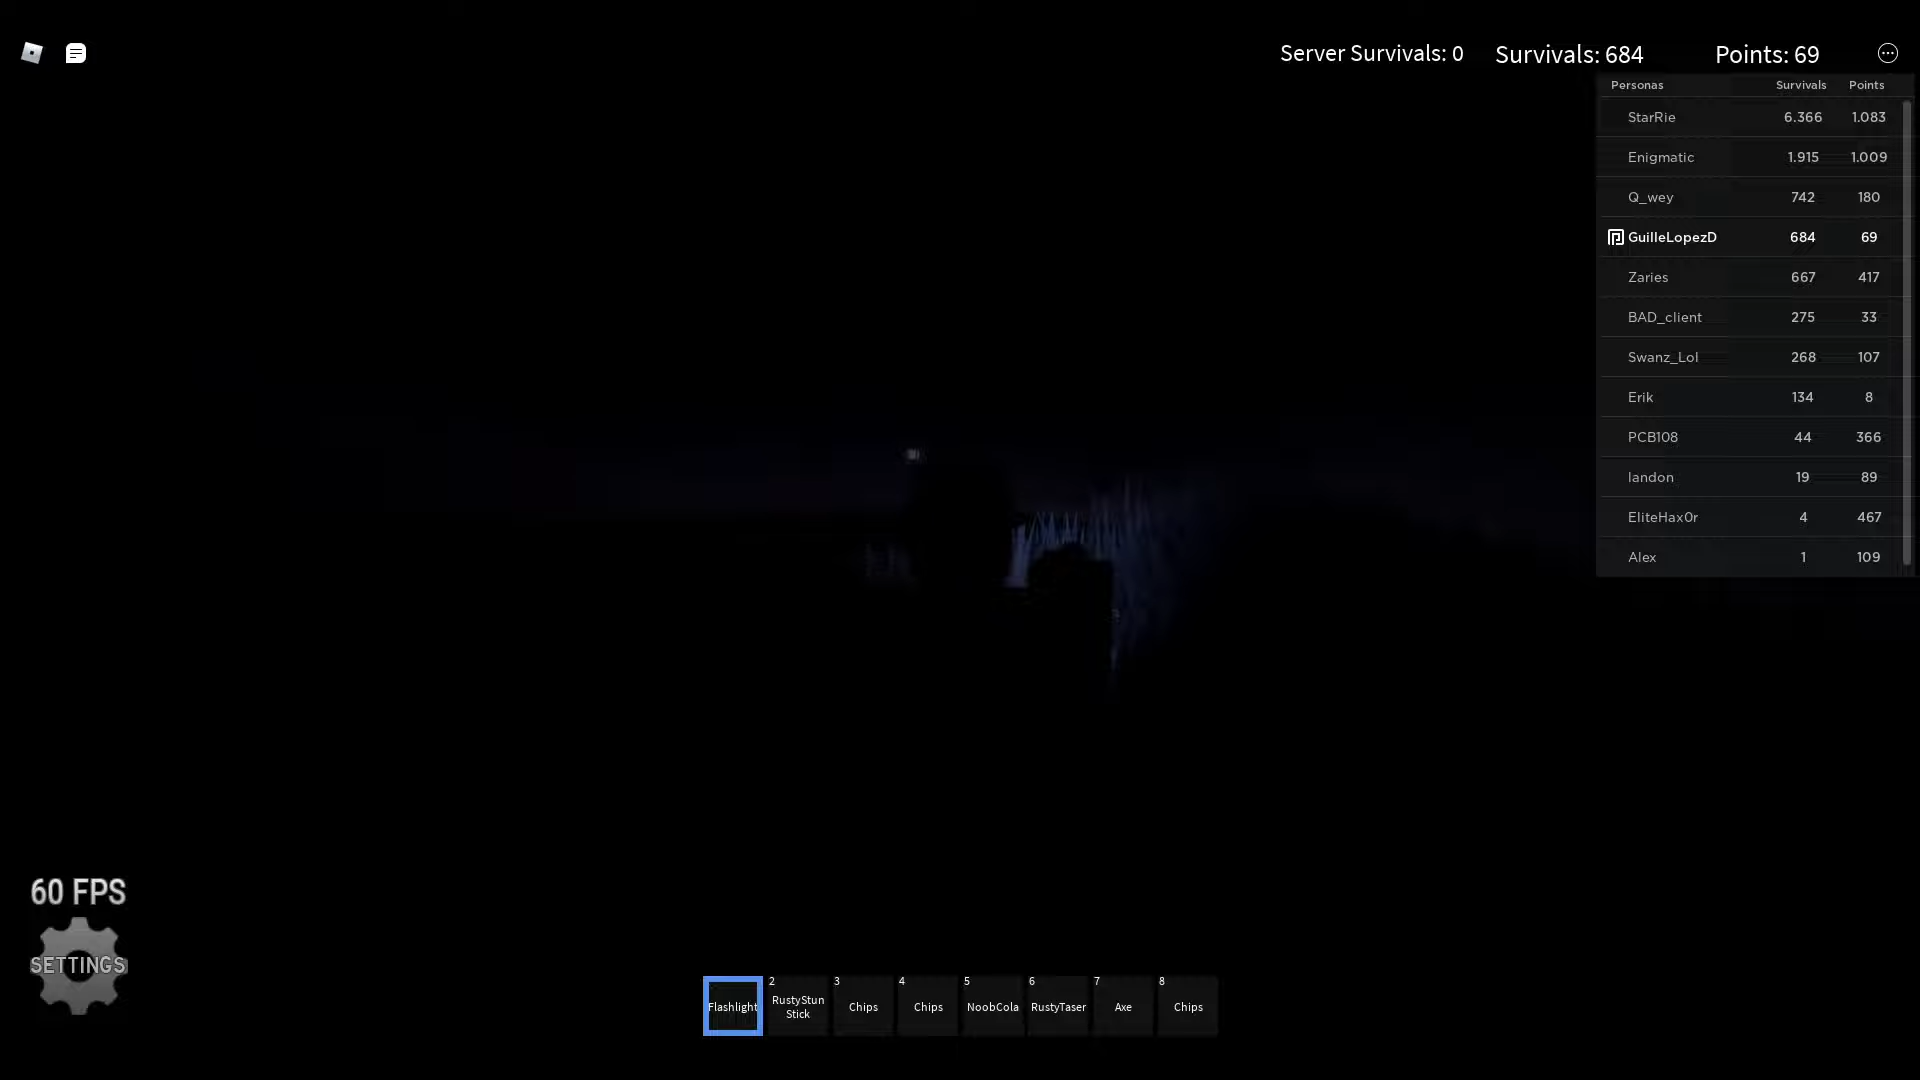 Server Survivals: 0 Survivals: 684 Points: 69
Personas Survivals Points
StarRie 6.366 1.083
Enigmatic 1.915 1.009
Q_wey 742 180
GuilleLopezD 684 69
Zaries 667 417
BAD_client 275 33
Swanz_Lol 268 107
Erik 134 8
PCB108 44 366
landon 19 89
EliteHax0r 4 467
Alex 1 109
60 FPS
SETTINGS
Flashlight
2 RustyStun Stick
3 Chips
4 Chips
5 NoobCola
6 RustyTaser
7 Axe
8 Chips